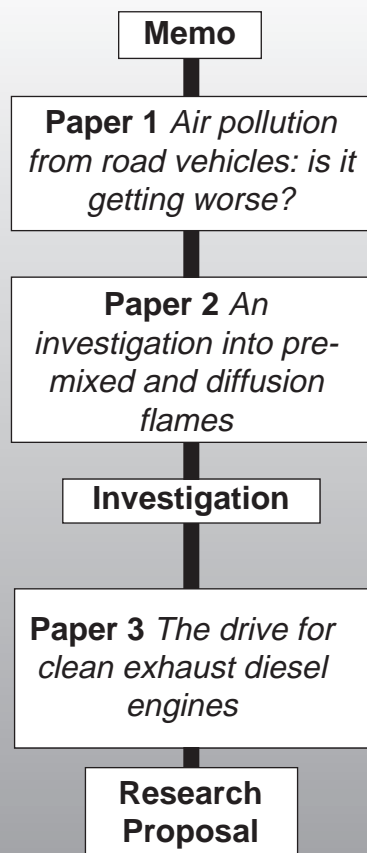 Memo
Paper 1 Air pollution
from road vehicles: is it
getting worse?
Paper 2 An
investigation into pre-
mixed and diffusion
flames
Investigation
Paper 3 The drive for
clean exhaust diesel
engines
Research
Proposal